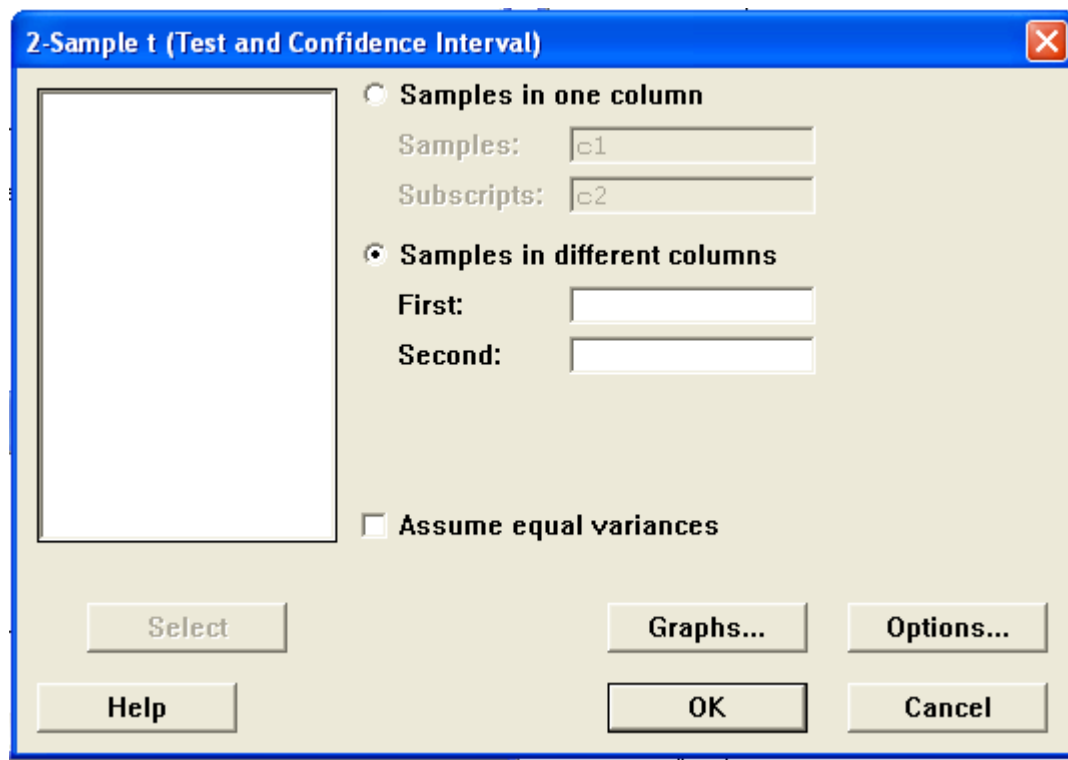 2-Sample t (Test and Confidence Interval)
Samples in one column
Samples: c1
Subscripts: c2
Samples in different columns
First:
Second:
Assume equal variances
Select
Graphs... Options...
Help OK Cancel